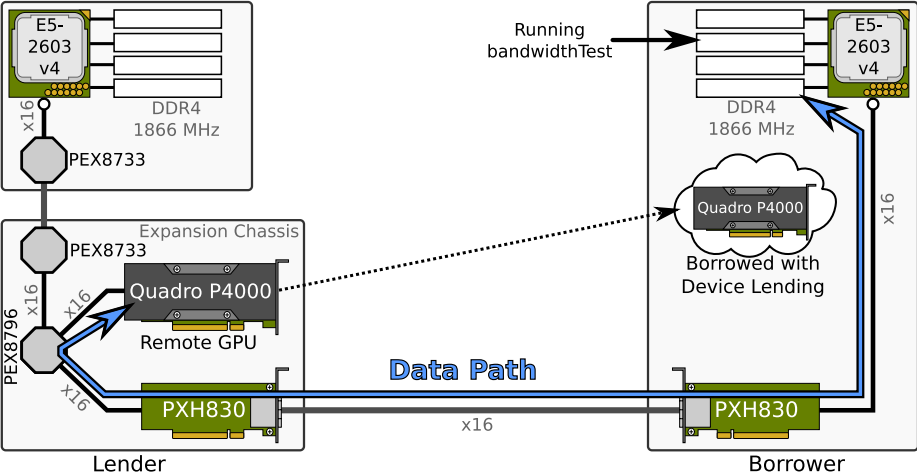 E5-
2603
v4
DDR4
1866 MHz
x16
PEX8733
Running
bandwidthTest
E5-
2603
v4
DDR4
1866 MHz
x16
Quadro P4000
Borrowed with
Device Lending
Expansion Chassis
PEX8733
x16
x16
Quadro P4000
Remote GPU
PEX8796
x16
PXH830
Data Path
x16
PXH830
Lender
Borrower